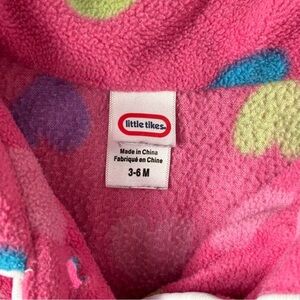 little tikes
Made in China
Fabriqué en Chine
3-6 M